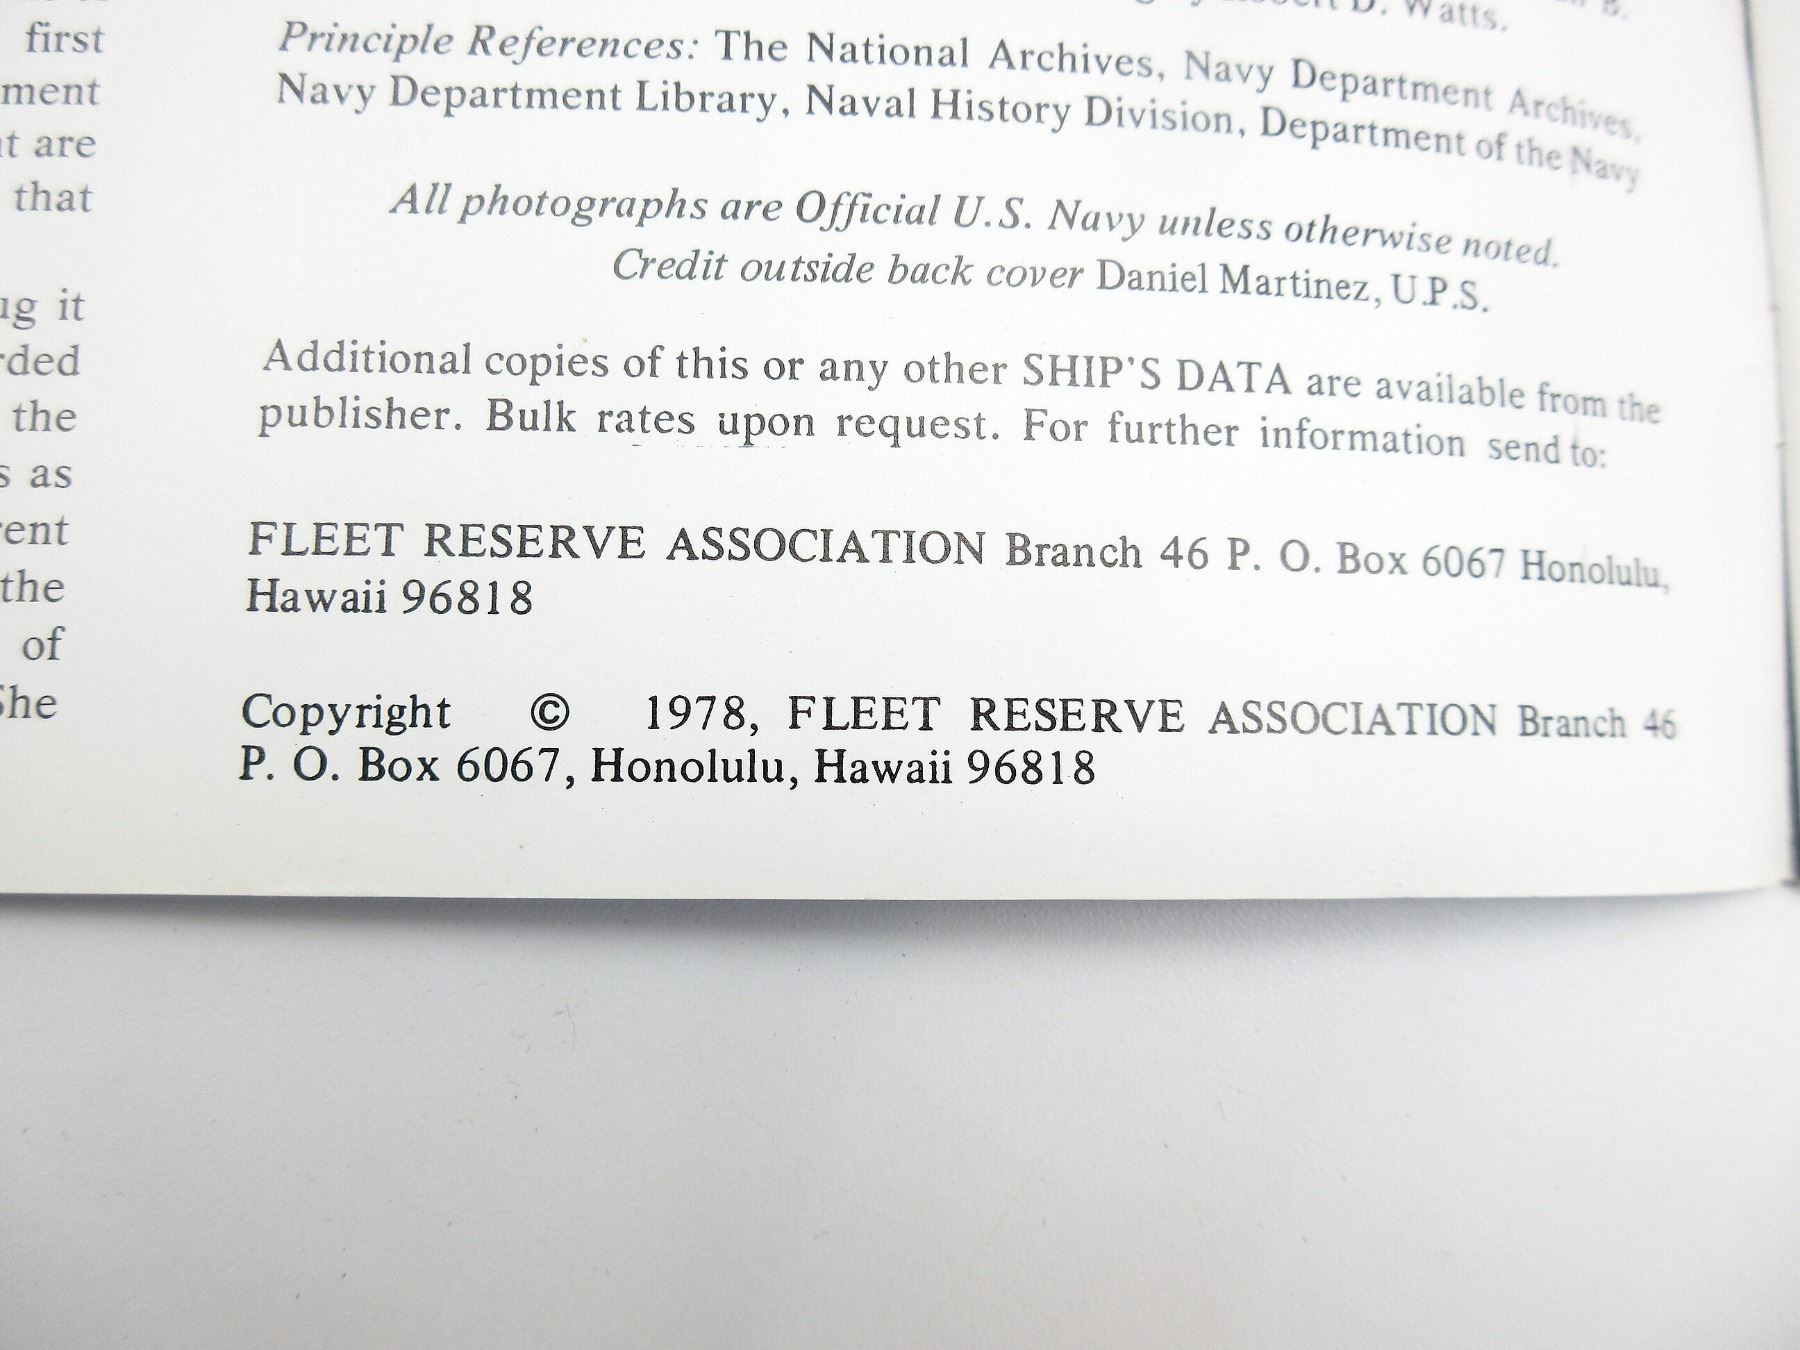 first
ment
are
that
it
the
as
the
of
D. Watts.
Principle References: The National Archives, Navy Department Archives,
Navy Department Library, Naval History Division, Department of the Navy
All photographs are Official U.S. Navy unless otherwise noted.
Credit outside back cover Daniel Martinez, U.P.S.
Additional copies of this or any other SHIP'S DATA are available from the
publisher. Bulk rates upon request. For further information send to:
FLEET RESERVE ASSOCIATION Branch 46 P. O. Box 6067 Honolulu,
Hawaii 96818
Copyright © 1978, FLEET RESERVE ASSOCIATION Branch 46
P. O. Box 6067, Honolulu, Hawaii 96818